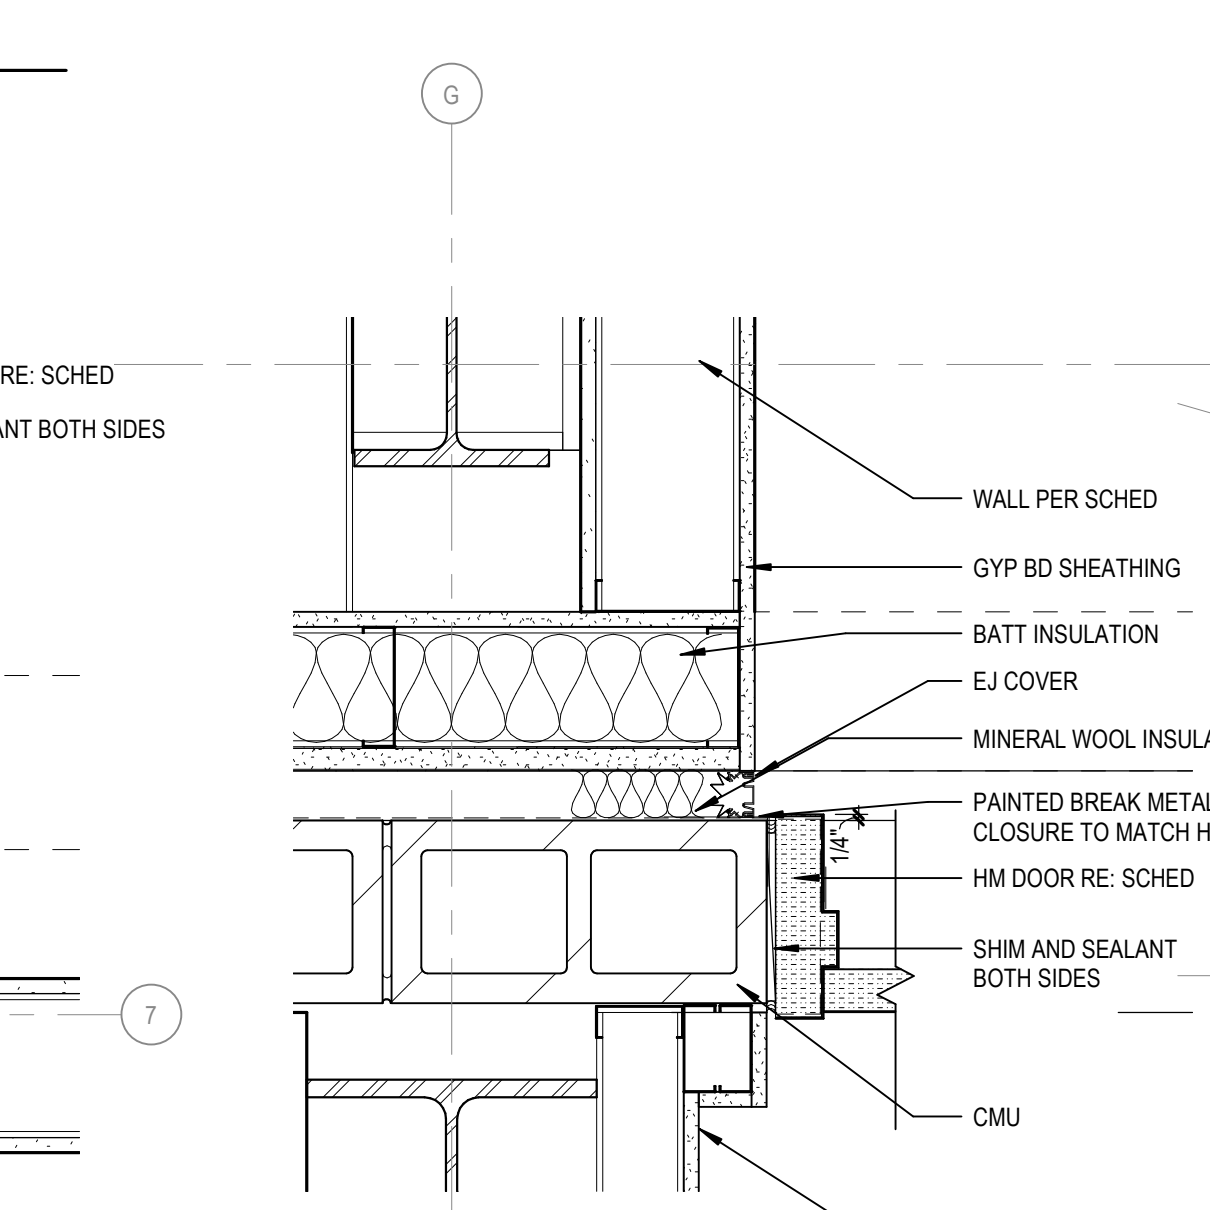 G
RE: SCHED
ANT BOTH SIDES
WALL PER SCHED
GYP BD SHEATHING
BATT INSULATION
EJ COVER
MINERAL WOOL INSULA
PAINTED BREAK METAL
CLOSURE TO MATCH H
1/4"
HM DOOR RE: SCHED
SHIM AND SEALANT
BOTH SIDES
7
CMU